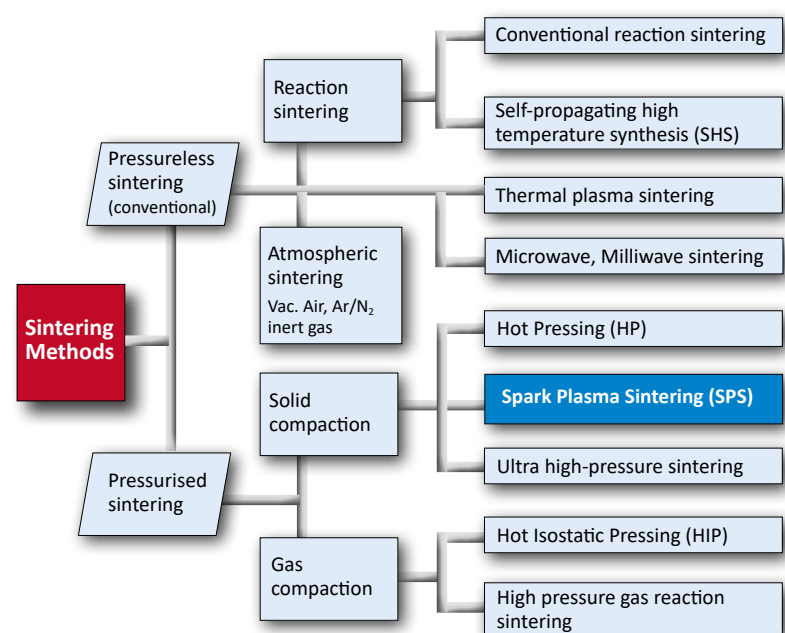 Sintering
Methods
Pressureless
sintering
(conventional)
Reaction
sintering
Conventional reaction sintering
Self-propagating high
temperature synthesis (SHS)
Thermal plasma sintering
Microwave, Milliwave sintering
Atmospheric
sintering
Vac. Air, Ar/N₂
inert gas
Pressurised
sintering
Solid
compaction
Hot Pressing (HP)
Spark Plasma Sintering (SPS)
Ultra high-pressure sintering
Gas
compaction
Hot Isostatic Pressing (HIP)
High pressure gas reaction
sintering